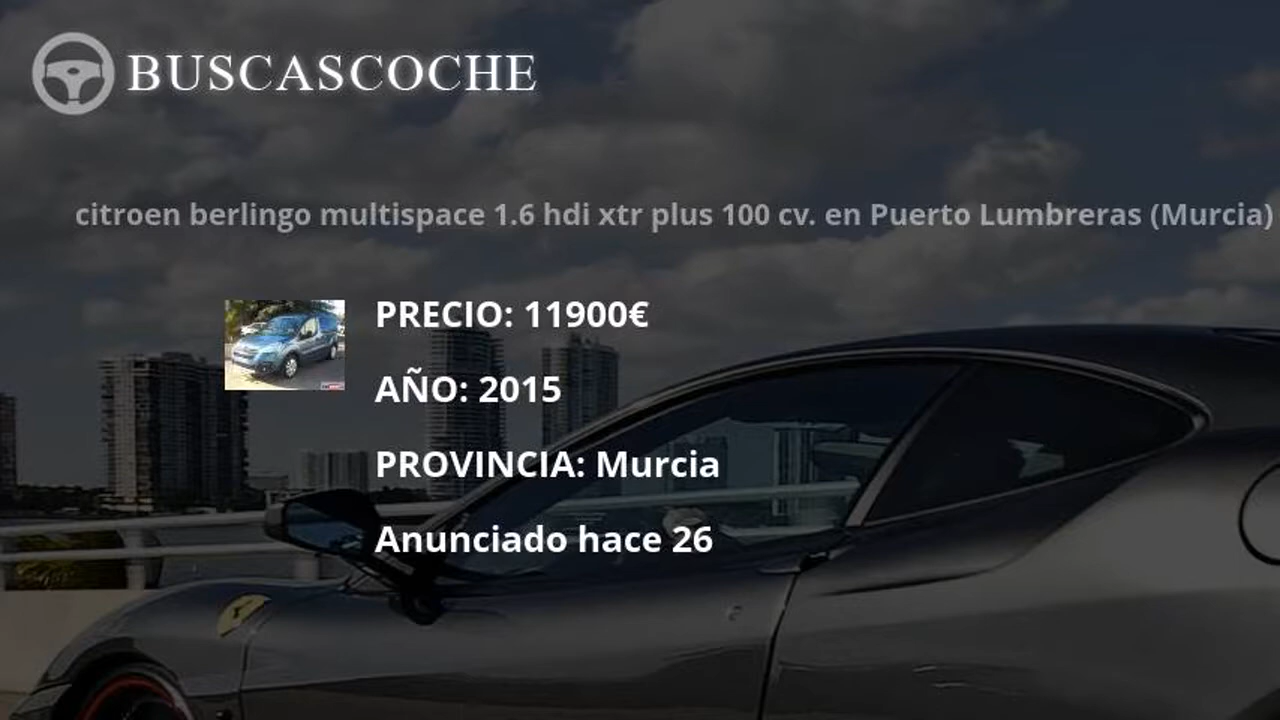 BUSCASCOCHE
citroen berlingo multispace 1.6 hdi xtr plus 100 cv. en Puerto Lumbreras (Murcia)
PRECIO: 11900€
AÑO: 2015
PROVINCIA: Murcia
Anunciado hace 26